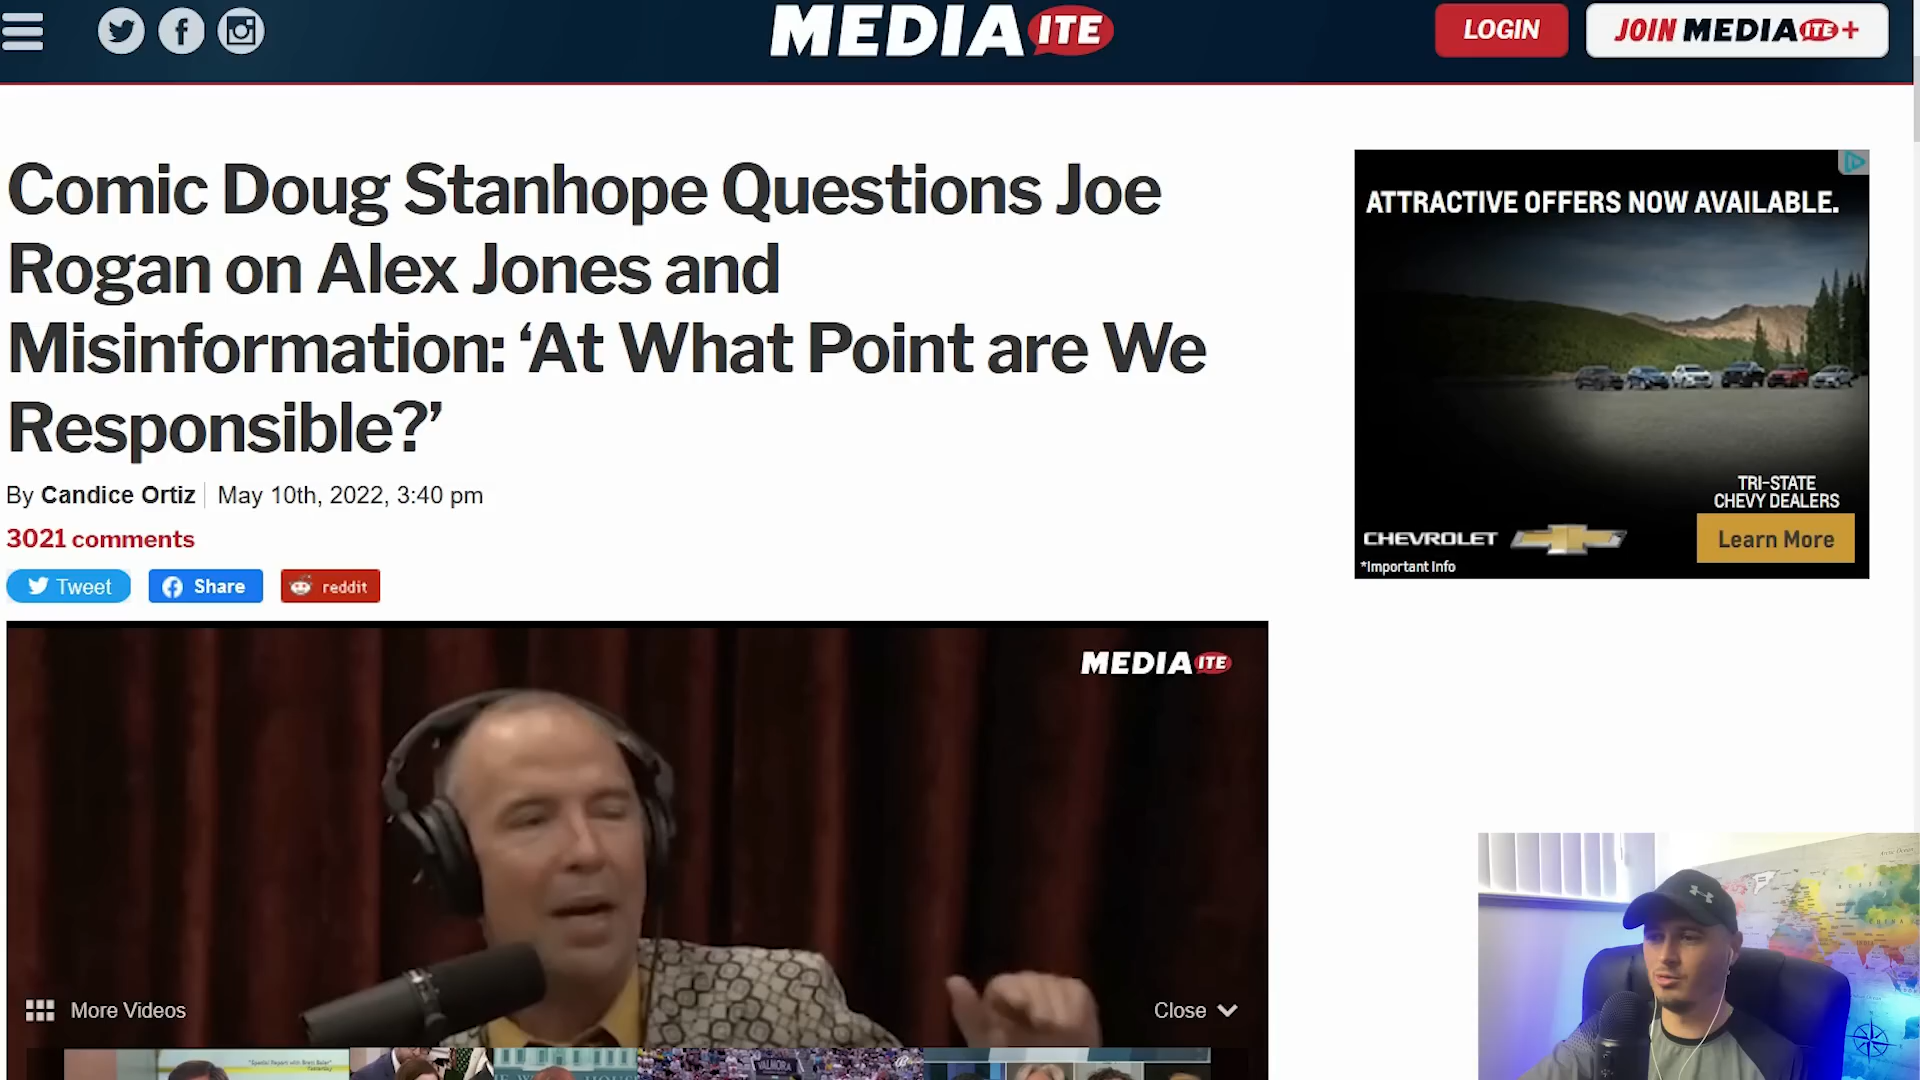 MEDIAITE
LOGIN
JOIN MEDIAITE+
Comic Doug Stanhope Questions Joe
Rogan on Alex Jones and
Misinformation: ‘At What Point are We
Responsible?’
By Candice Ortiz | May 10th, 2022, 3:40 pm
3021 comments
Tweet
Share
reddit
ATTRACTIVE OFFERS NOW AVAILABLE.
TRI-STATE
CHEVY DEALERS
CHEVROLET
Learn More
*Important Info
MEDIAITE
More Videos
Close